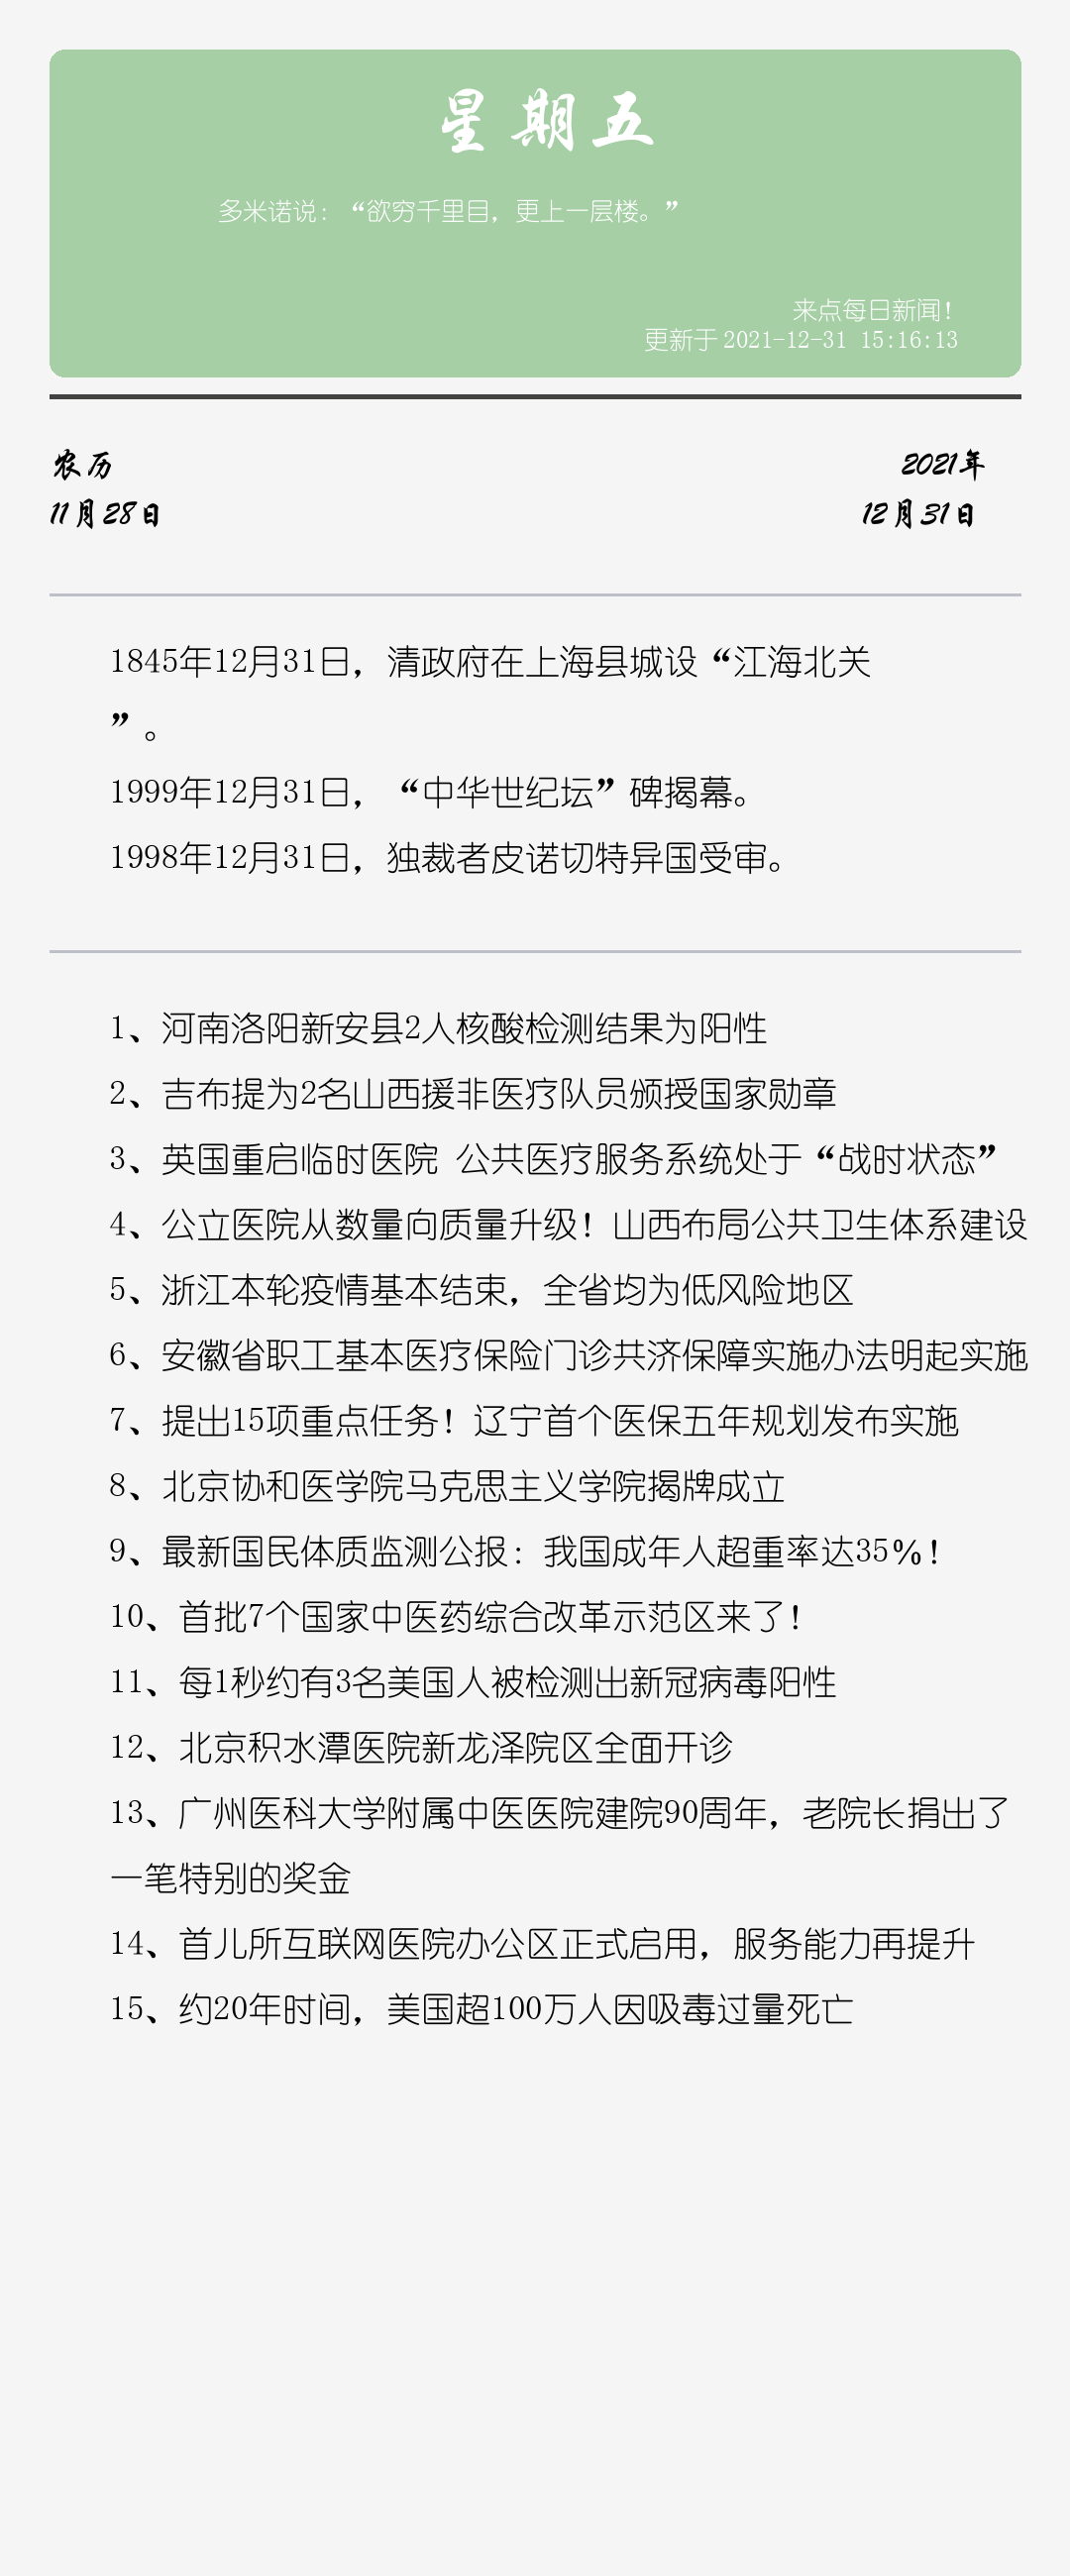 星期五
多米诺说：“欲穷千里目，更上一层楼。”
来点每日新闻！
更新于 2021-12-31 15:16:13
农历
2021年
11月28日
12月31日
1845年12月31日，清政府在上海县城设“江海北关
”。
1999年12月31日，“中华世纪坛”碑揭幕。
1998年12月31日，独裁者皮诺切特异国受审。
1、河南洛阳新安县2人核酸检测结果为阳性
2、吉布提为2名山西援非医疗队员颁授国家勋章
3、英国重启临时医院 公共医疗服务系统处于“战时状态”
4、公立医院从数量向质量升级！山西布局公共卫生体系建设
5、浙江本轮疫情基本结束，全省均为低风险地区
6、安徽省职工基本医疗保险门诊共济保障实施办法明起实施
7、提出15项重点任务！辽宁首个医保五年规划发布实施
8、北京协和医学院马克思主义学院揭牌成立
9、最新国民体质监测公报：我国成年人超重率达35%！
10、首批7个国家中医药综合改革示范区来了！
11、每1秒约有3名美国人被检测出新冠病毒阳性
12、北京积水潭医院新龙泽院区全面开诊
13、广州医科大学附属中医医院建院90周年，老院长捐出了
一笔特别的奖金
14、首儿所互联网医院办公区正式启用，服务能力再提升
15、约20年时间，美国超100万人因吸毒过量死亡